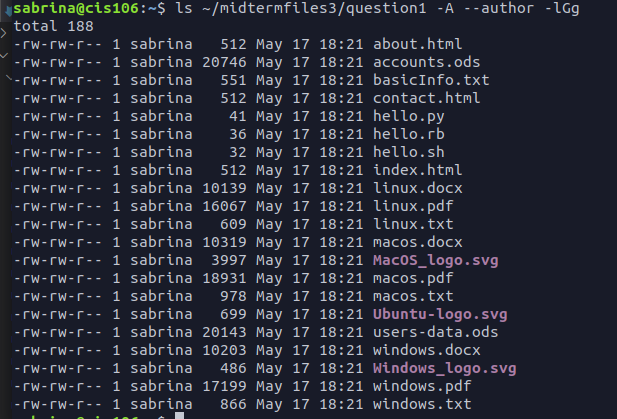 sabrina@cis106:~$ ls ~/midtermfiles3/question1 -A --author -lGg
total 188
-rw-rw-r-- 1 sabrina   512 May 17 18:21 about.html
-rw-rw-r-- 1 sabrina 20746 May 17 18:21 accounts.ods
-rw-rw-r-- 1 sabrina   551 May 17 18:21 basicInfo.txt
-rw-rw-r-- 1 sabrina   512 May 17 18:21 contact.html
-rw-rw-r-- 1 sabrina    41 May 17 18:21 hello.py
-rw-rw-r-- 1 sabrina    36 May 17 18:21 hello.rb
-rw-rw-r-- 1 sabrina    32 May 17 18:21 hello.sh
-rw-rw-r-- 1 sabrina   512 May 17 18:21 index.html
-rw-rw-r-- 1 sabrina 10139 May 17 18:21 linux.docx
-rw-rw-r-- 1 sabrina 16067 May 17 18:21 linux.pdf
-rw-rw-r-- 1 sabrina   609 May 17 18:21 linux.txt
-rw-rw-r-- 1 sabrina 10319 May 17 18:21 macos.docx
-rw-rw-r-- 1 sabrina  3997 May 17 18:21 MacOS_logo.svg
-rw-rw-r-- 1 sabrina 18931 May 17 18:21 macos.pdf
-rw-rw-r-- 1 sabrina   978 May 17 18:21 macos.txt
-rw-rw-r-- 1 sabrina   699 May 17 18:21 Ubuntu-logo.svg
-rw-rw-r-- 1 sabrina 20143 May 17 18:21 users-data.ods
-rw-rw-r-- 1 sabrina 10203 May 17 18:21 windows.docx
-rw-rw-r-- 1 sabrina   486 May 17 18:21 Windows_logo.svg
-rw-rw-r-- 1 sabrina 17199 May 17 18:21 windows.pdf
-rw-rw-r-- 1 sabrina   866 May 17 18:21 windows.txt